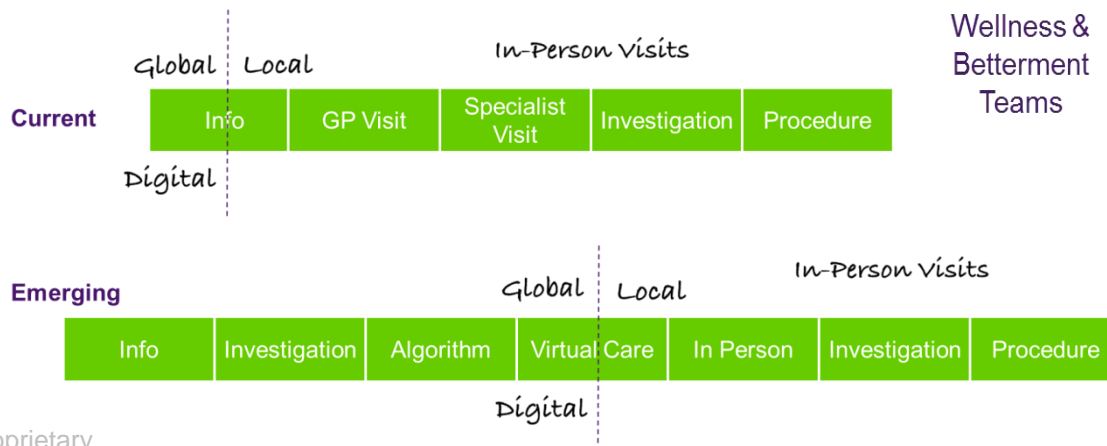 Wellness &
Betterment
Teams
In-Person Visits
Global Local
Current
Info GP Visit Specialist Visit Investigation Procedure
Digital
In-Person Visits
Global Local
Emerging
Info Investigation Algorithm Virtual Care In Person Investigation Procedure
Digital
oprietary